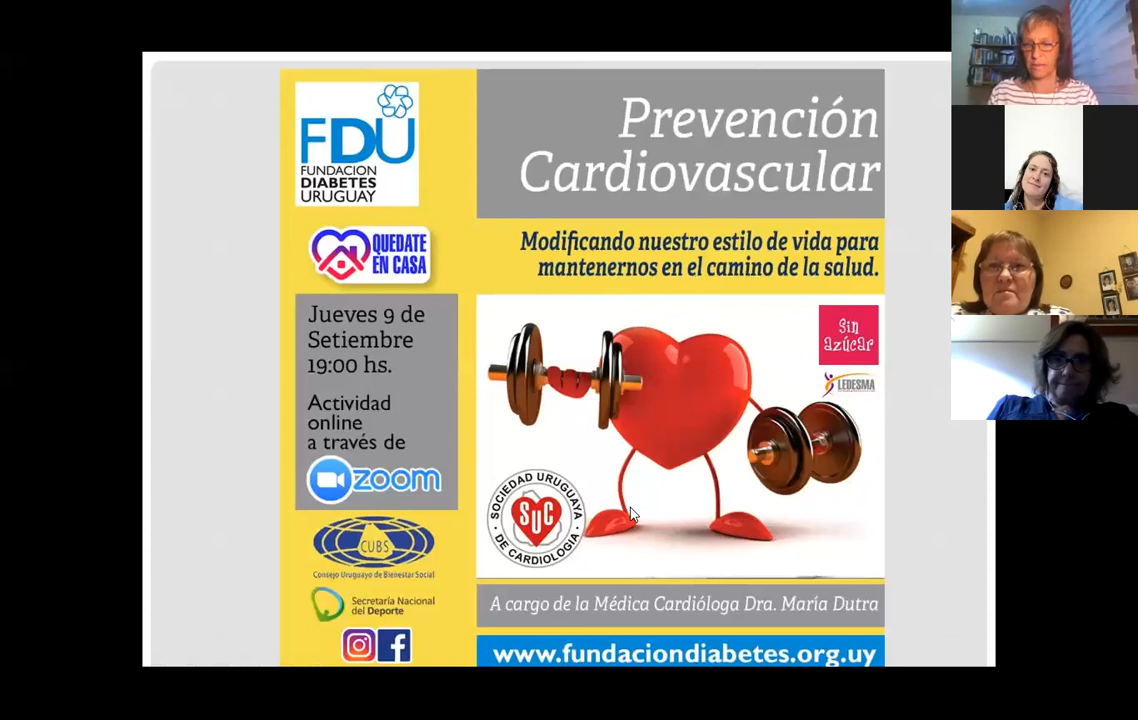 FDU
FUNDACION
DIABETES
URUGUAY
QUEDATE
EN CASA
Jueves 9 de
Setiembre
19:00 hs.
Actividad
online
a través de
zoom
CUBS
Consejo Uruguayo de Bienestar Social
Secretaría Nacional
del Deporte
Prevención
Cardiovascular
Modificando nuestro estilo de vida para
mantenernos en el camino de la salud.
Sin
azúcar
LEDESMA
SOCIEDAD URUGUAYA
SUC
DE CARDIOLOGIA
A cargo de la Médica Cardióloga Dra. María Dutra
www.fundaciondiabetes.org.uy